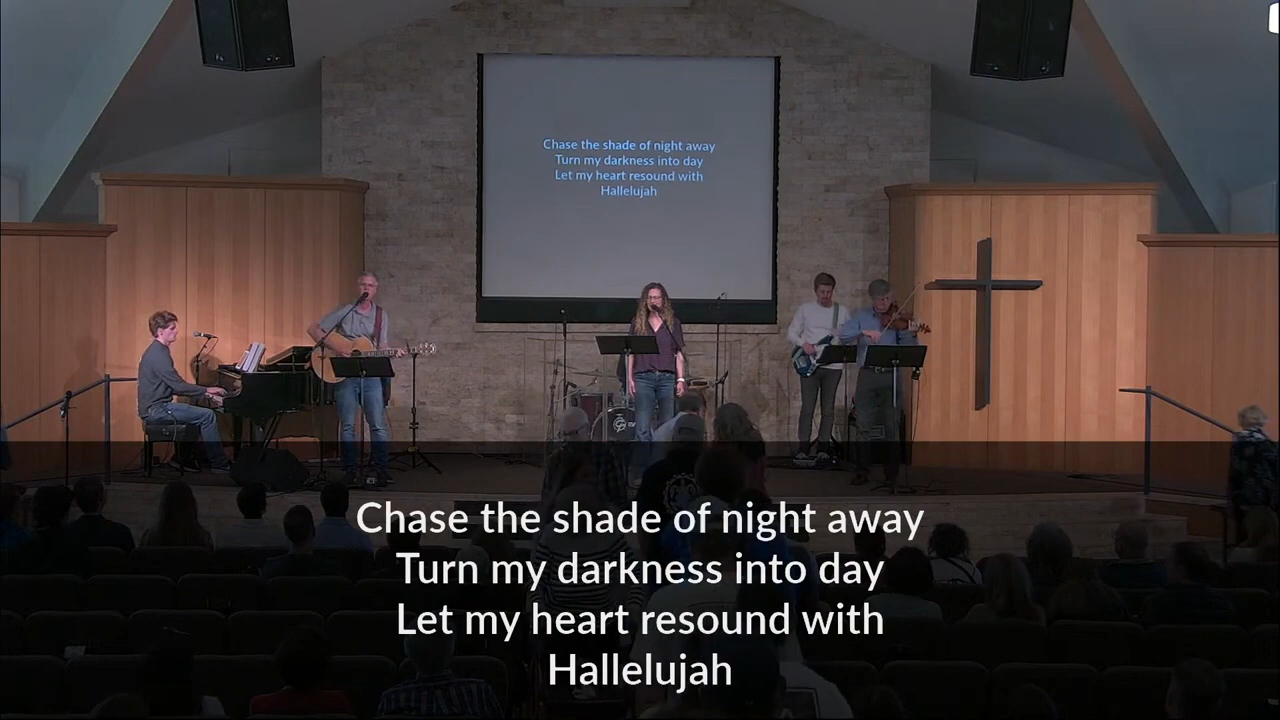 Chase the shade of night away
Turn my darkness into day
Let my heart resound with
Hallelujah
Chase the shade of night away
Turn my darkness into day
Let my heart resound with
Hallelujah